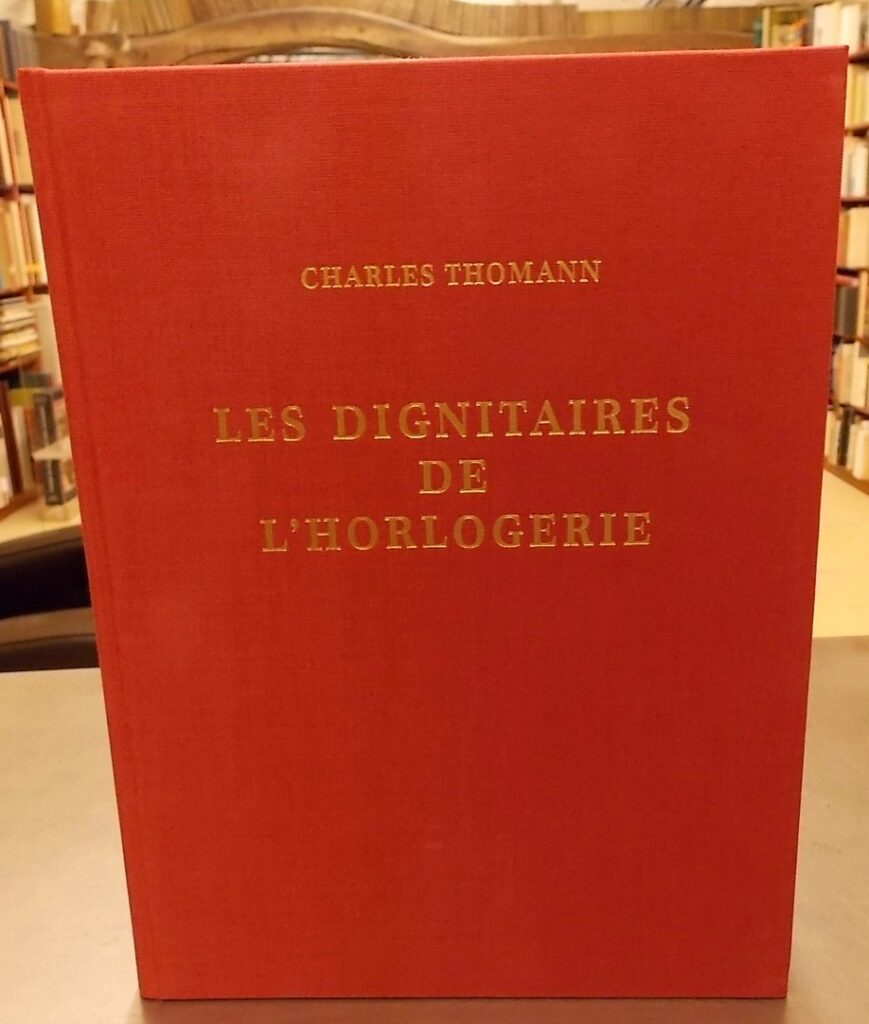 CHARLES THOMANN
LES DIGNITAIRES
DE
L'HORLOGERIE